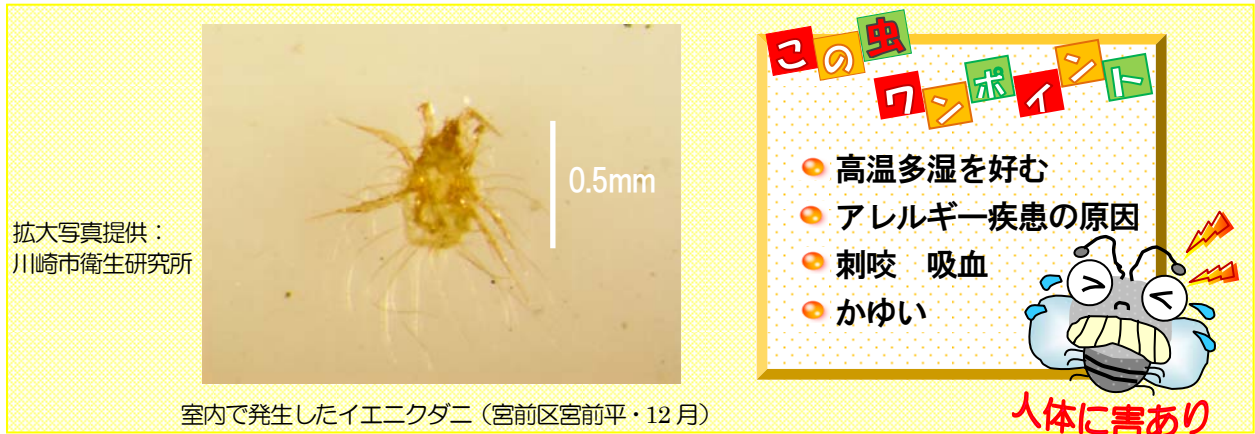 この虫
ワンポイント
0.5mm
高温多湿を好む
アレルギー疾患の原因
刺咬　吸血
かゆい
拡大写真提供：
川崎市衛生研究所
室内で発生したイエニクダニ（宮前区宮前平・12月）
人体に害あり